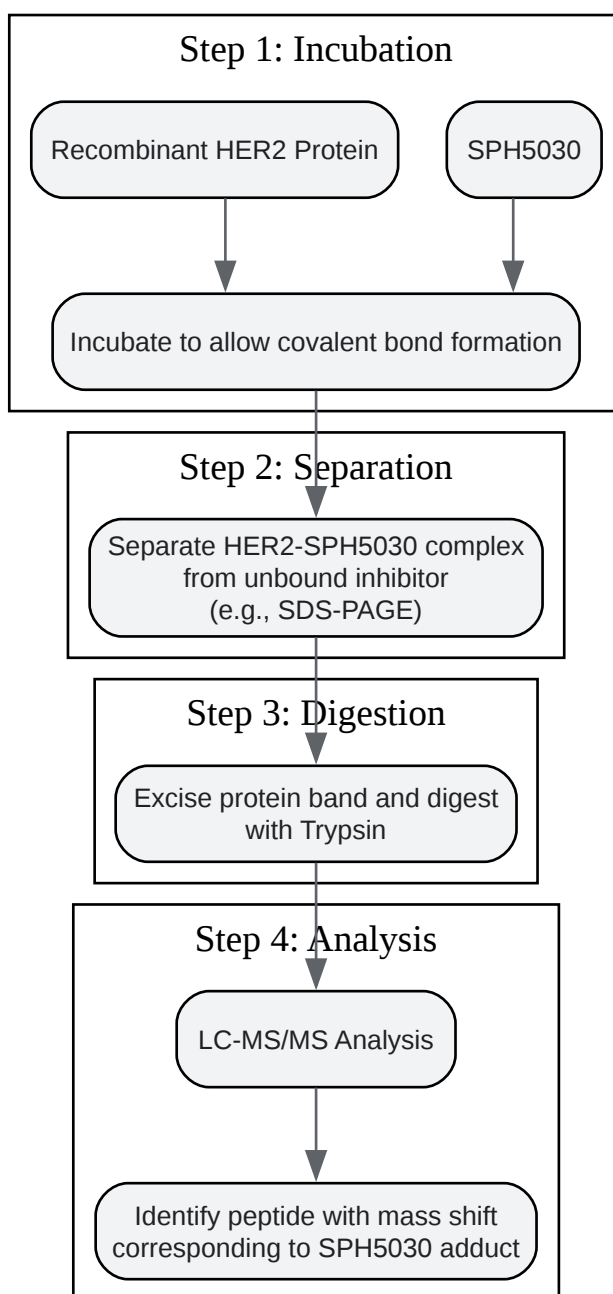 Step 1: Incubation
Recombinant HER2 Protein
SPH5030
Incubate to allow covalent bond formation
Step 2: Separation
Separate HER2-SPH5030 complex
from unbound inhibitor
(e.g., SDS-PAGE)
Step 3: Digestion
Excise protein band and digest
with Trypsin
Step 4: Analysis
LC-MS/MS Analysis
Identify peptide with mass shift
corresponding to SPH5030 adduct